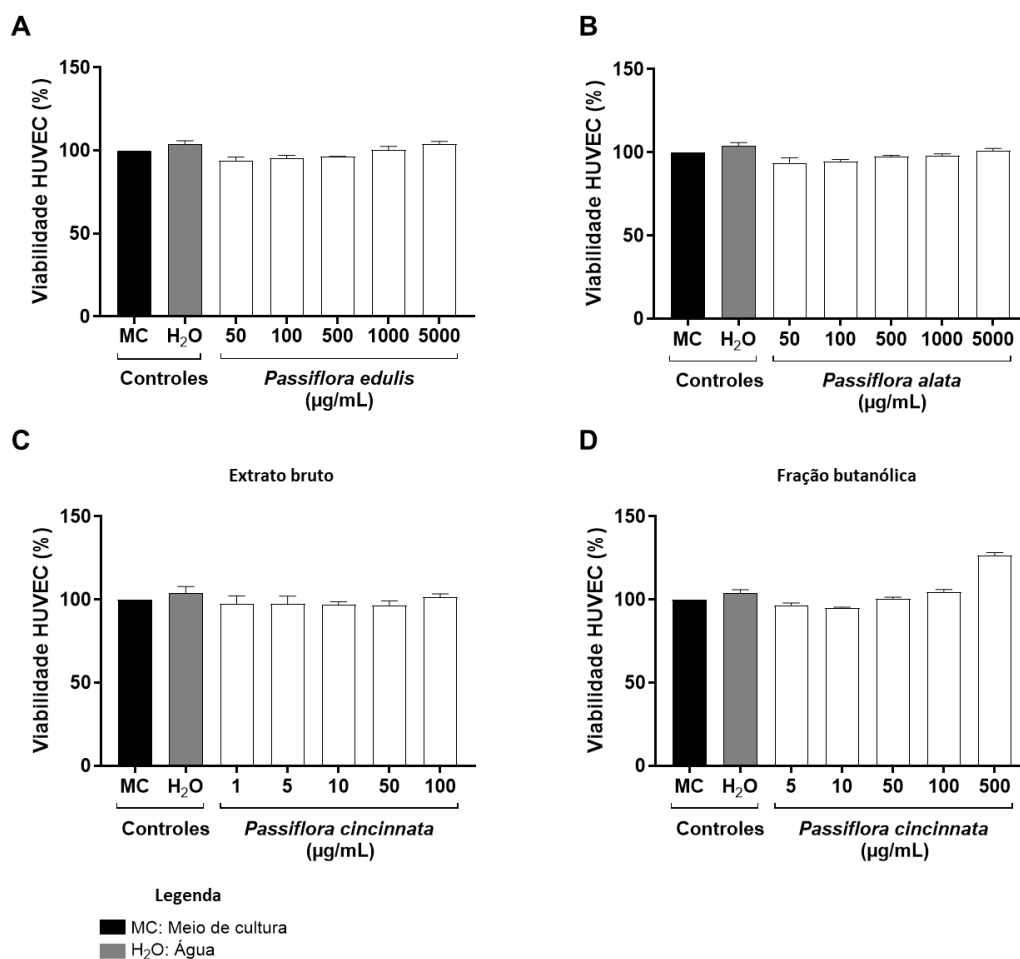 A
Viabilidade HUVEC (%)
150
100
50
0
MC H₂O 50 100 500 1000 5000
Controles Passiflora edulis
(µg/mL)
B
Viabilidade HUVEC (%)
150
100
50
0
MC H₂O 50 100 500 1000 5000
Controles Passiflora alata
(µg/mL)
C
Extrato bruto
Viabilidade HUVEC (%)
150
100
50
0
MC H₂O 1 5 10 50 100
Controles Passiflora cincinnata
(µg/mL)
D
Fração butanólica
Viabilidade HUVEC (%)
150
100
50
0
MC H₂O 5 10 50 100 500
Controles Passiflora cincinnata
(µg/mL)
Legenda
MC: Meio de cultura
H₂O: Água